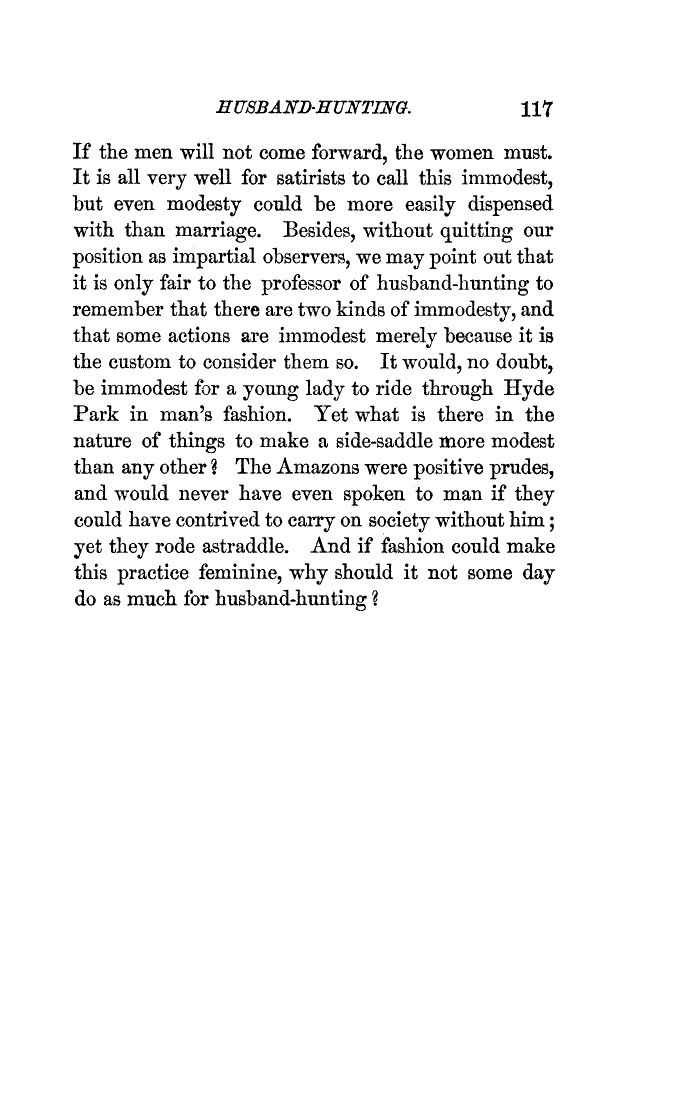 HUSBAND-HUNTING. 117
If the men will not come forward, the women must.
It is all very well for satirists to call this immodest,
but even modesty could be more easily dispensed
with than marriage. Besides, without quitting our
position as impartial observers, we may point out that
it is only fair to the professor of husband-hunting to
remember that there are two kinds of immodesty, and
that some actions are immodest merely because it is
the custom to consider them so. It would, no doubt,
be immodest for a young lady to ride through Hyde
Park in man's fashion. Yet what is there in the
nature of things to make a side-saddle more modest
than any other? The Amazons were positive prudes,
and would never have even spoken to man if they
could have contrived to carry on society without him;
yet they rode astraddle. And if fashion could make
this practice feminine, why should it not some day
do as much for husband-hunting?